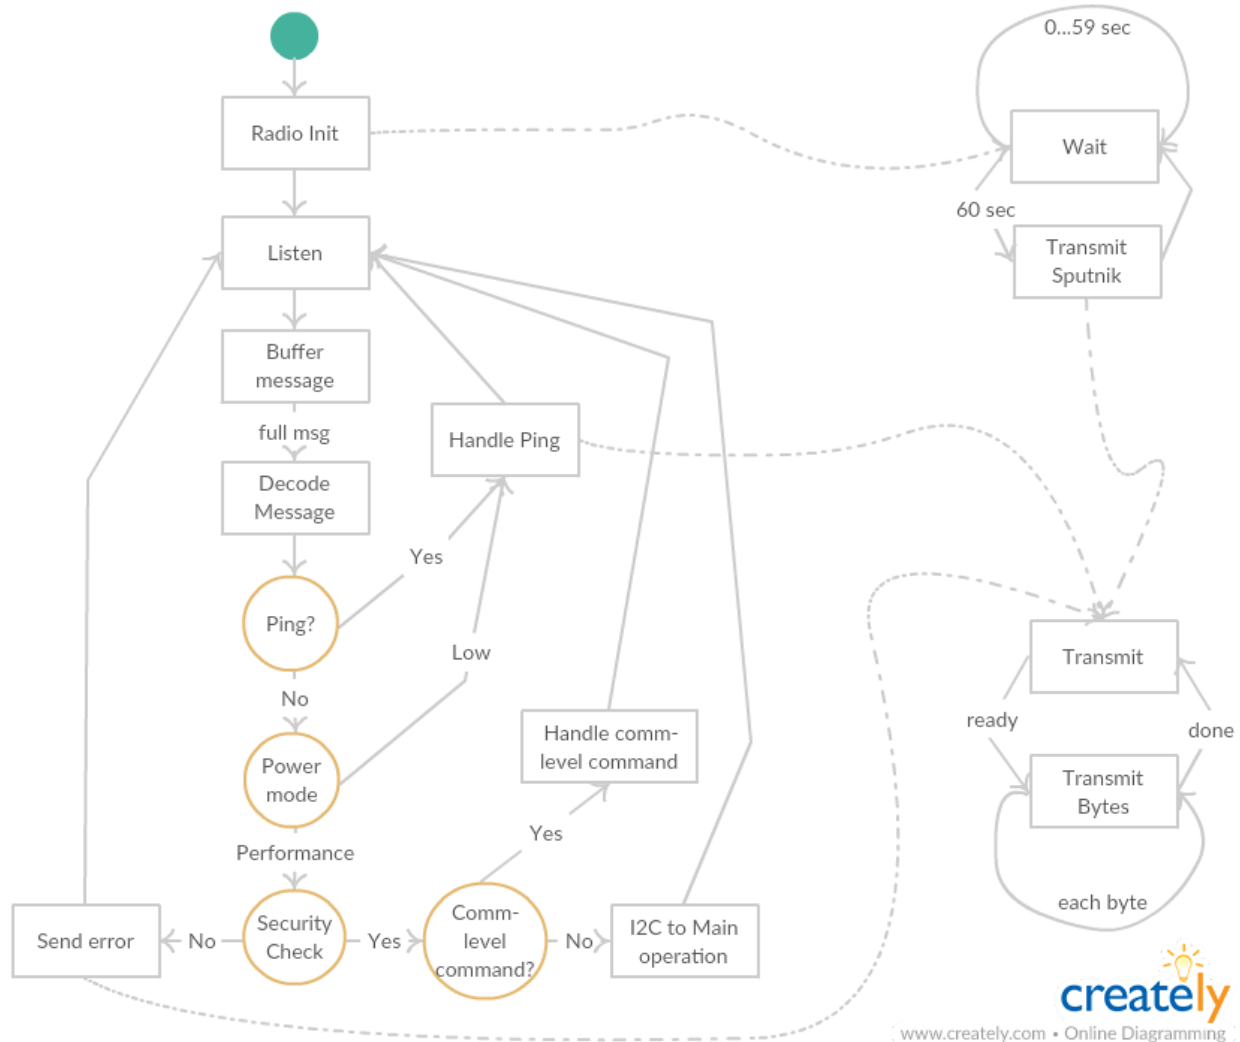 0...59 sec
Radio Init
Wait
60 sec
Listen
Transmit
Sputnik
Buffer
message
full msg
Handle Ping
Decode
Message
Yes
Ping?
Low
Transmit
No
ready
done
Handle comm-
level command
Power
mode
Transmit
Bytes
Yes
Performance
each byte
Comm-
level
command?
Security
Check
Send error
No
Yes
No
I2C to Main
operation
creately
www.creately.com • Online Diagramming